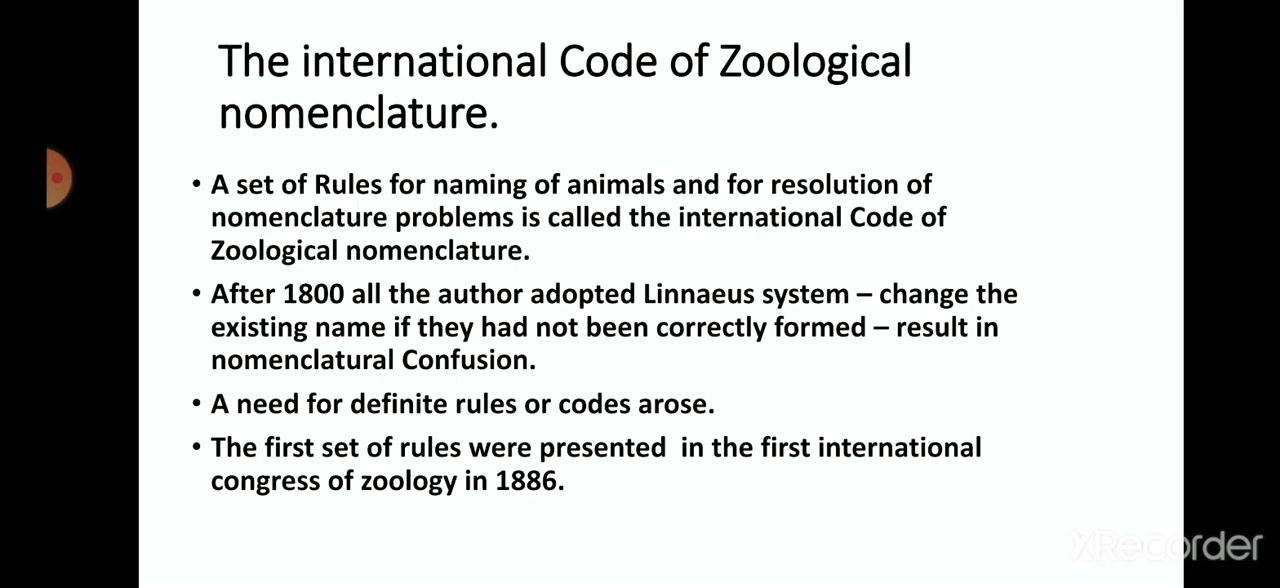 The international Code of Zoological
nomenclature.
• A set of Rules for naming of animals and for resolution of
nomenclature problems is called the international Code of
Zoological nomenclature.
• After 1800 all the author adopted Linnaeus system – change the
existing name if they had not been correctly formed – result in
nomenclatural Confusion.
• A need for definite rules or codes arose.
• The first set of rules were presented  in the first international
congress of zoology in 1886.
XRecorder